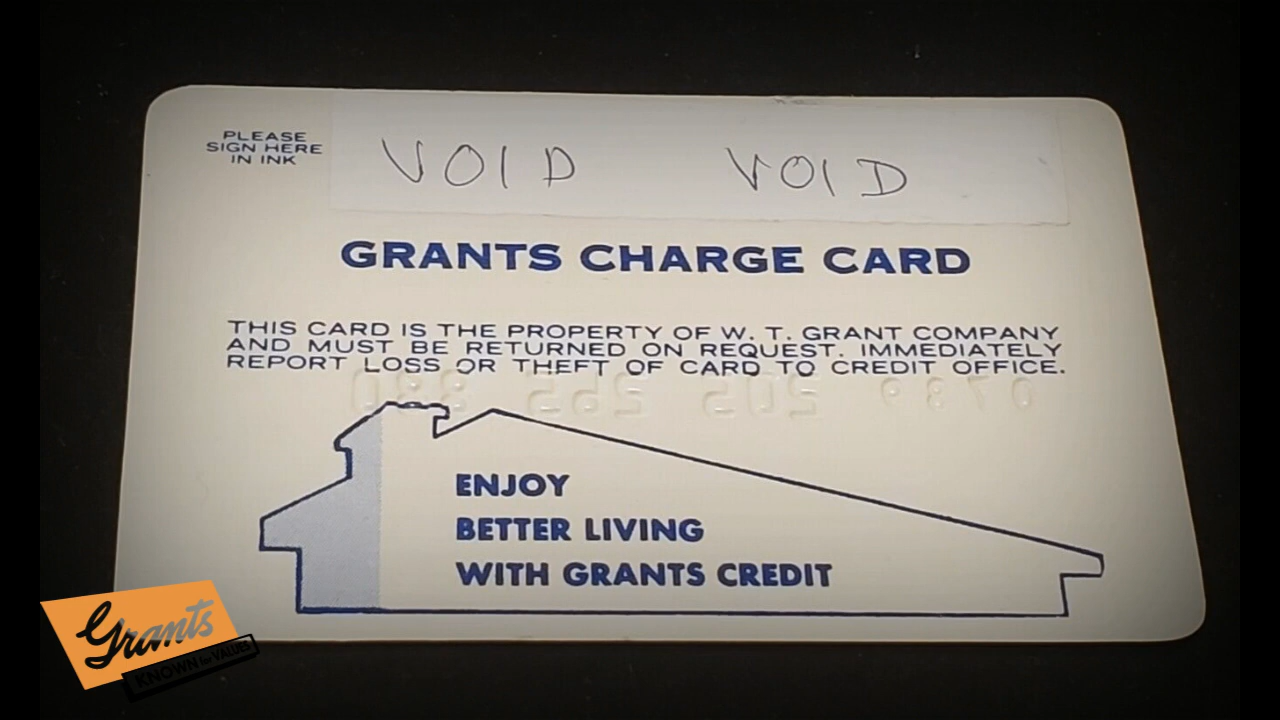 PLEASE
SIGN HERE
IN INK
VOID VOID
GRANTS CHARGE CARD
THIS CARD IS THE PROPERTY OF W. T. GRANT COMPANY
AND MUST BE RETURNED ON REQUEST. IMMEDIATELY
REPORT LOSS OR THEFT OF CARD TO CREDIT OFFICE.
ENJOY
BETTER LIVING
WITH GRANTS CREDIT
Grants
KNOWN for VALUES